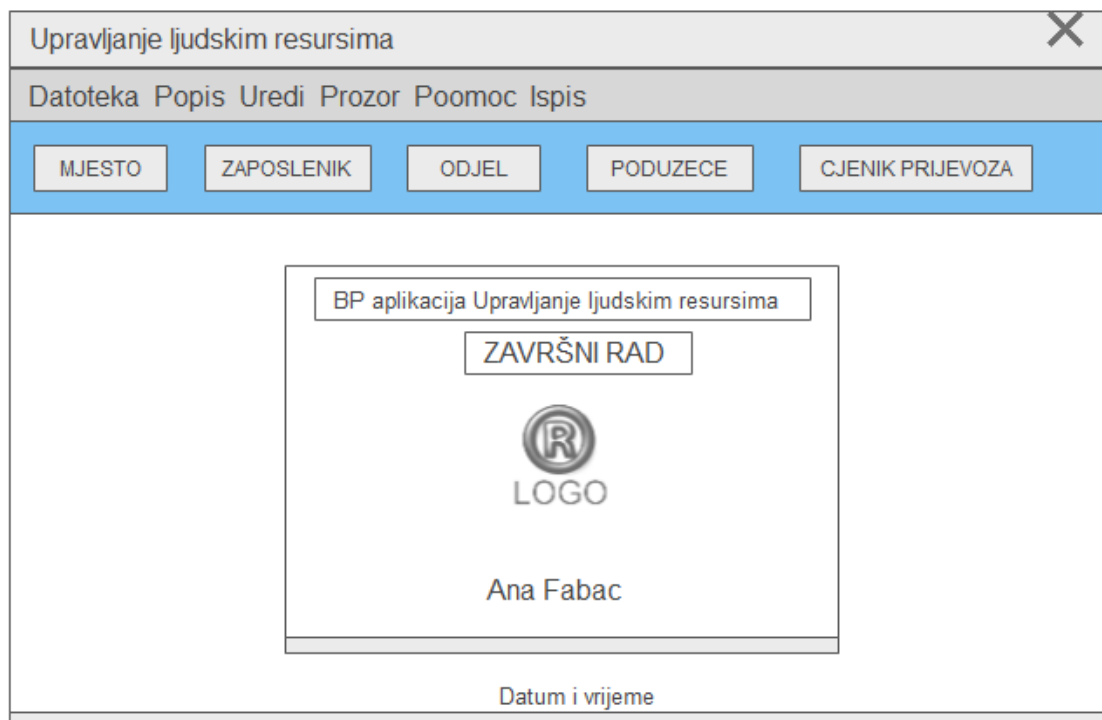 Upravljanje ljudskim resursima
Datoteka Popis Uredi Prozor Poomoc Ispis
MJESTO ZAPOSLENIK ODJEL PODUZECE CJENIK PRIJEVOZA
BP aplikacija Upravljanje ljudskim resursima
ZAVRŠNI RAD
R
LOGO
Ana Fabac
Datum i vrijeme